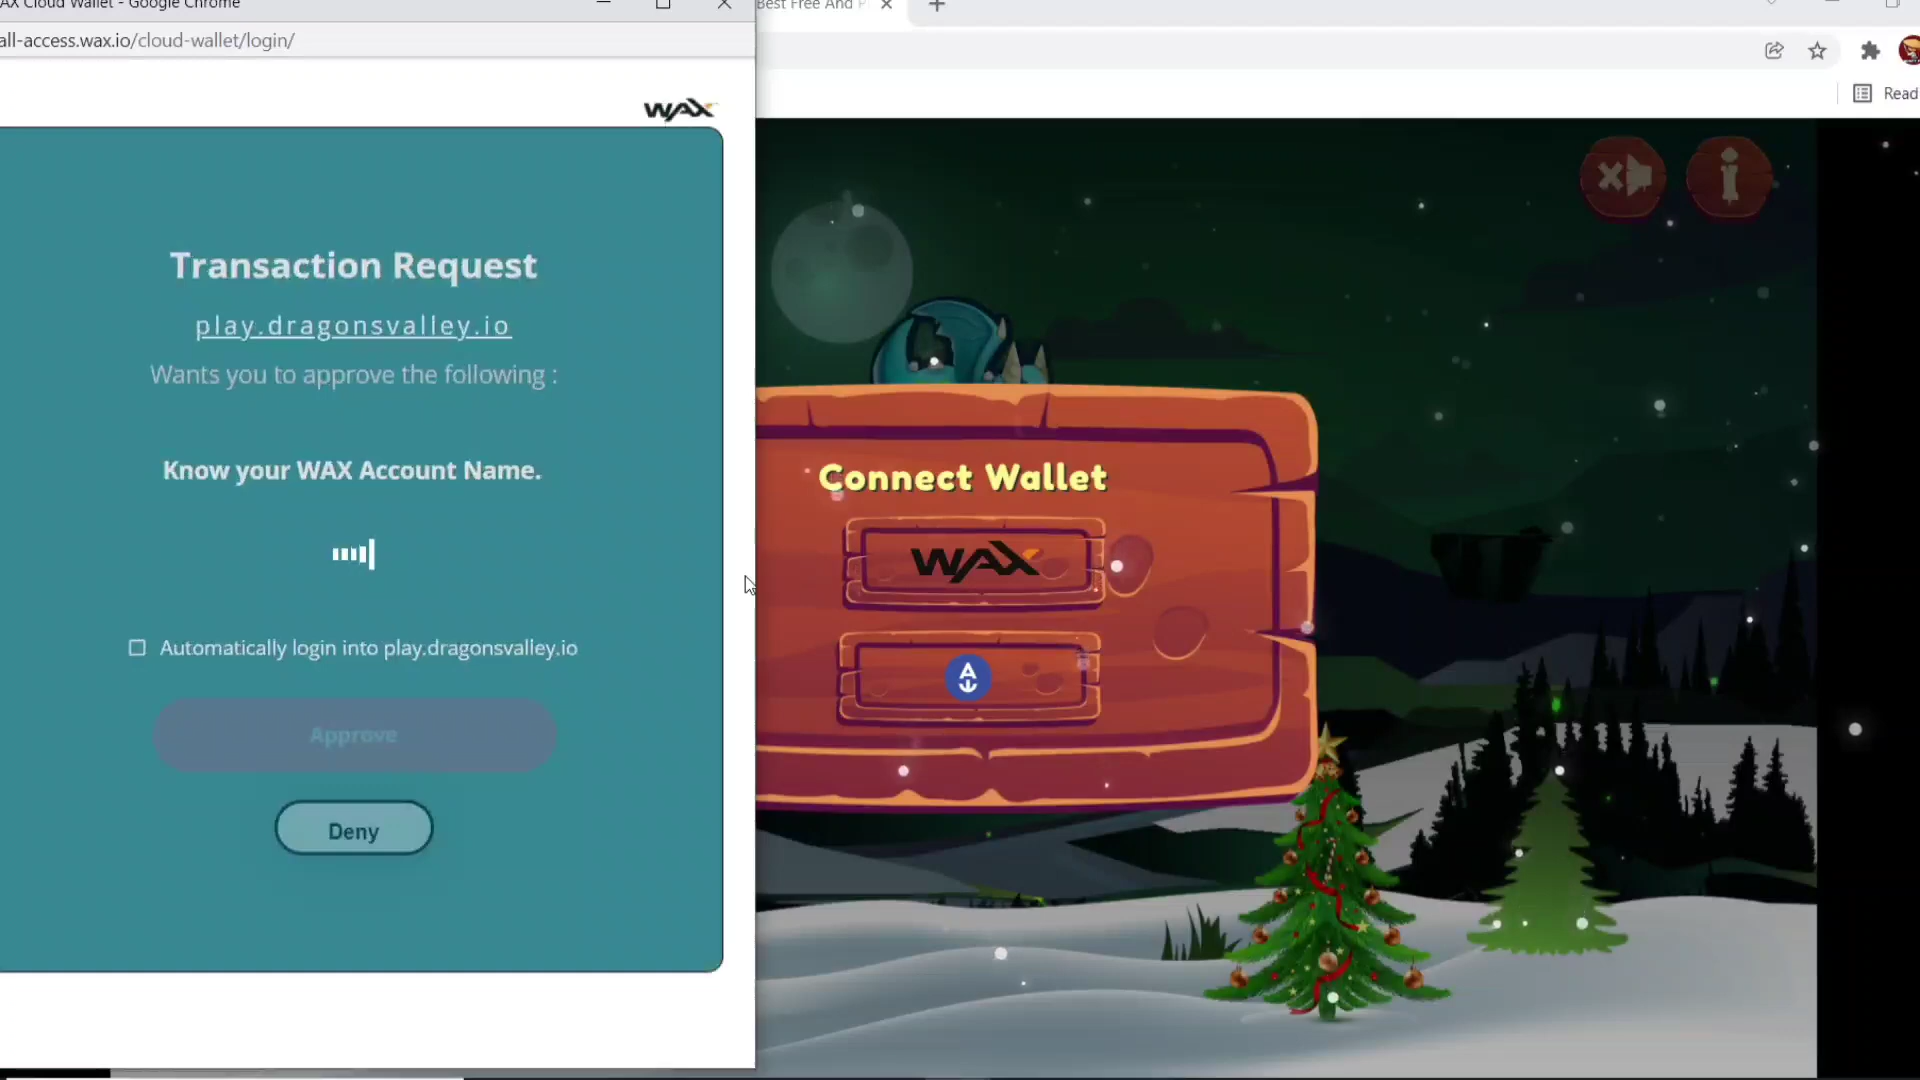 AX Cloud Wallet - Google Chrome
Best Free And P
all-access.wax.io/cloud-wallet/login/
Read
WAX
Transaction Request
play.dragonsvalley.io
Wants you to approve the following :
Know your WAX Account Name.
Automatically login into play.dragonsvalley.io
Approve
Deny
Connect Wallet
WAX